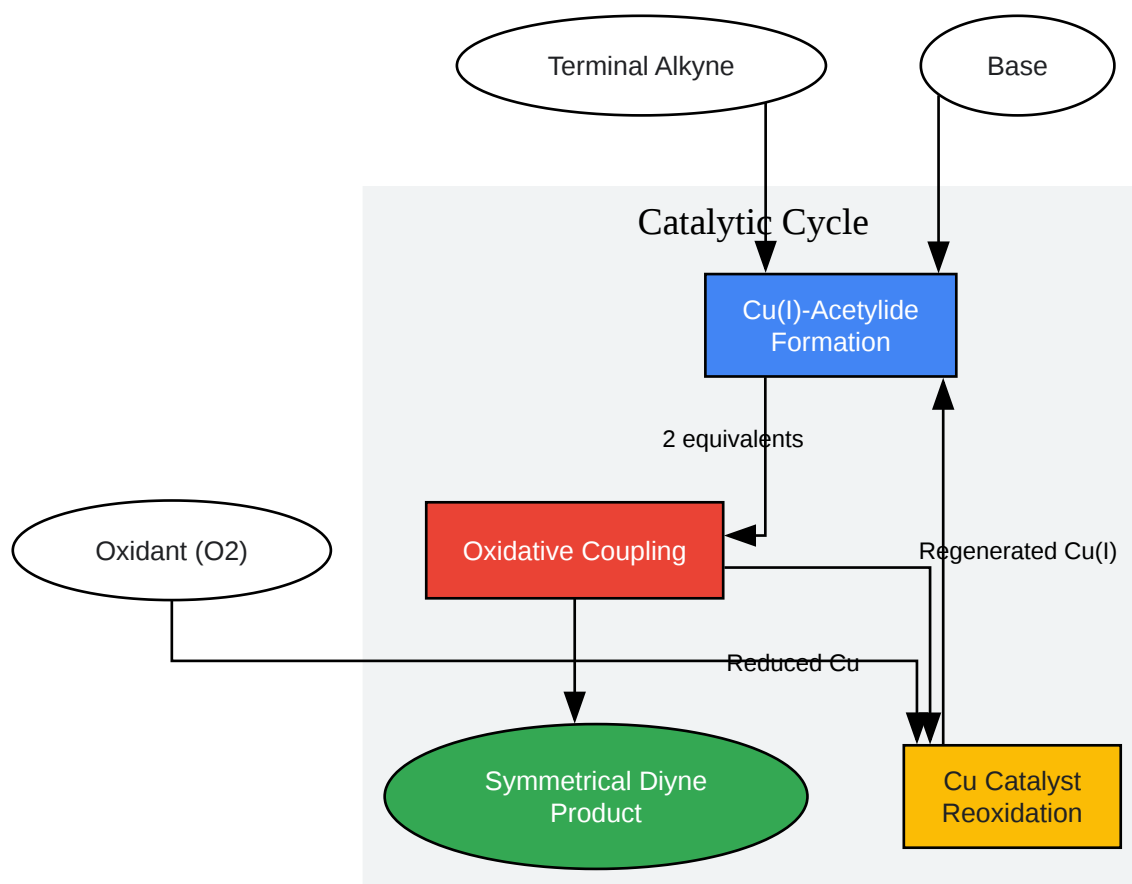 Terminal Alkyne
Base
Catalytic Cycle
Cu(I)-Acetylide
Formation
2 equivalents
Oxidant (O2)
Oxidative Coupling
Regenerated Cu(I)
Reduced Cu
Symmetrical Diyne
Product
Cu Catalyst
Reoxidation